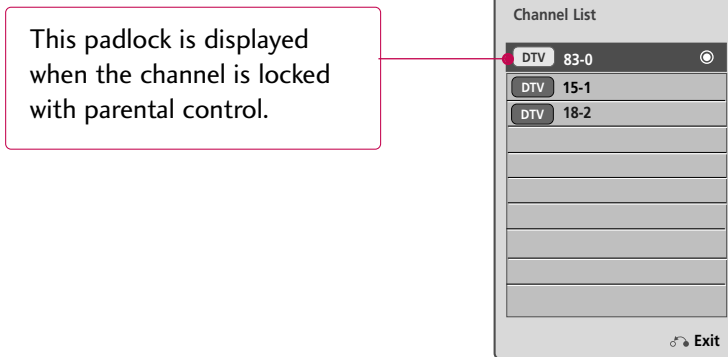 This padlock is displayed
when the channel is locked
with parental control.
Channel List
DTV 83-0
DTV 15-1
DTV 18-2
Exit